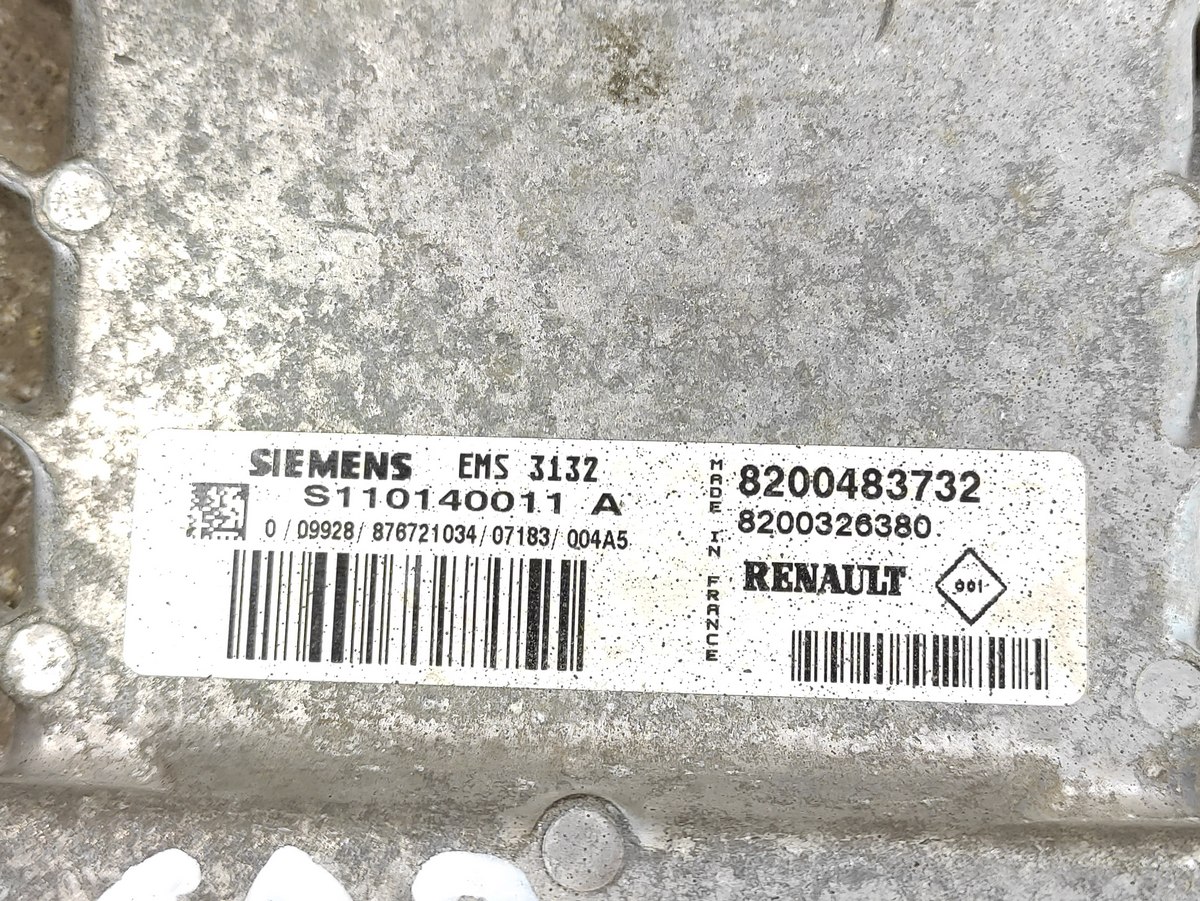 SIEMENS EMS 3132
S110140011 A
0 / 09928 / 876721034 / 07183 / 004A5
MADE IN FRANCE
8200483732
8200326380
RENAULT 001